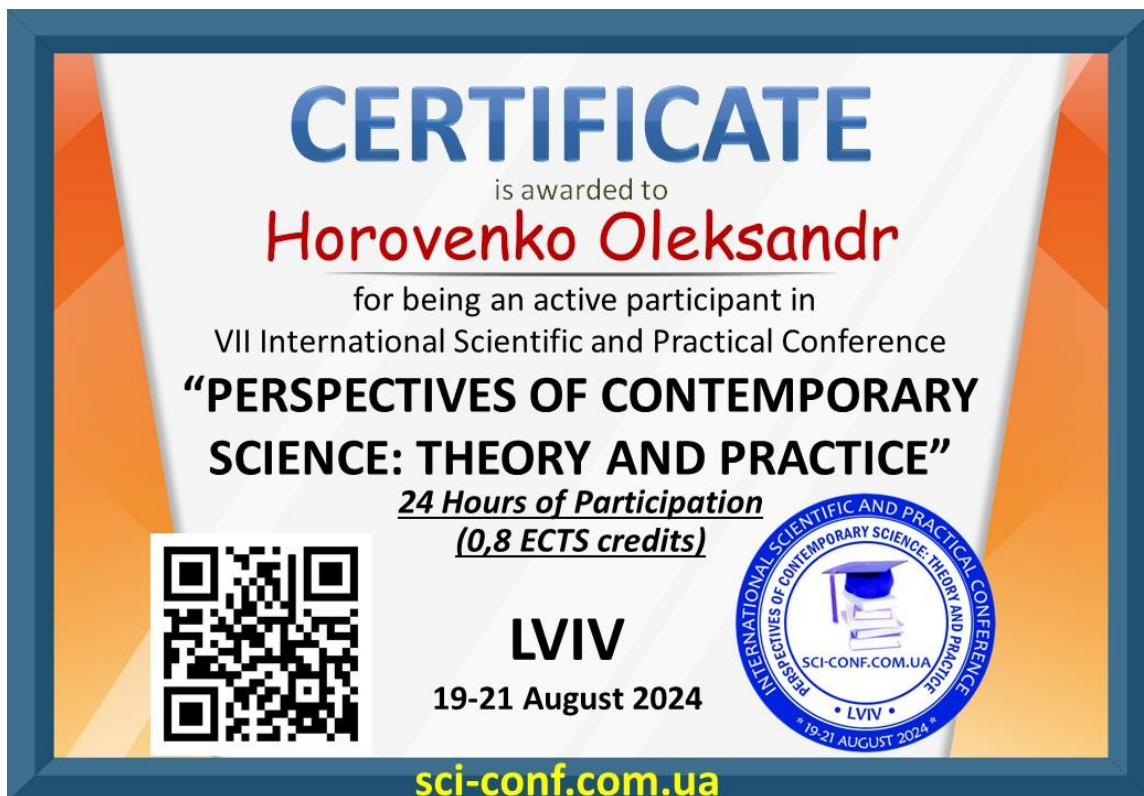 CERTIFICATE
is awarded to
Horovenko Oleksandr
for being an active participant in
VII International Scientific and Practical Conference
“PERSPECTIVES OF CONTEMPORARY
SCIENCE: THEORY AND PRACTICE”
24 Hours of Participation
(0,8 ECTS credits)
LVIV
19-21 August 2024
INTERNATIONAL SCIENTIFIC AND PRACTICAL CONFERENCE
PERSPECTIVES OF CONTEMPORARY SCIENCE: THEORY AND PRACTICE
SCI-CONF.COM.UA
• LVIV •
* 19-21 AUGUST 2024 *
sci-conf.com.ua